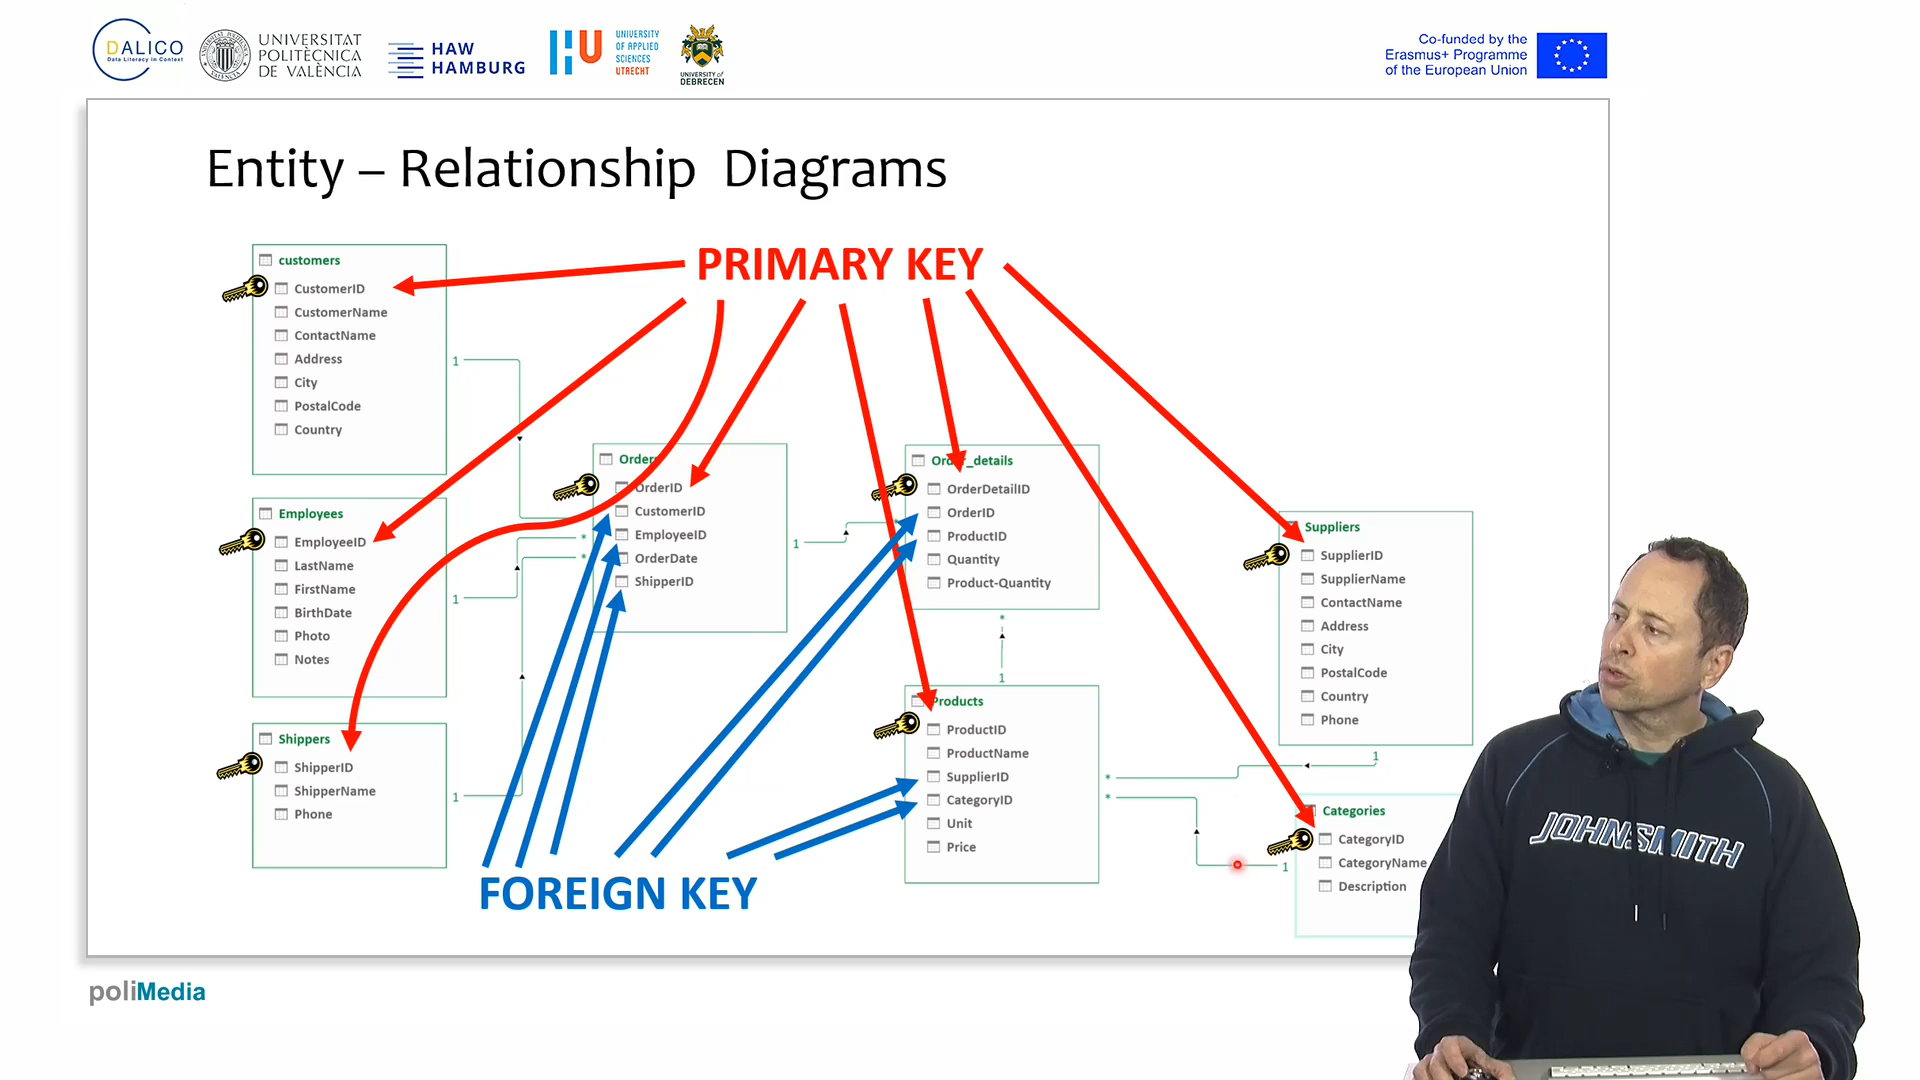 DALICO
Data Literacy in Context
UNIVERSITAT
POLITÈCNICA
DE VALÈNCIA
HAW
HAMBURG
UNIVERSITY
OF APPLIED
SCIENCES
UTRECHT
UNIVERSITY of
DEBRECEN
Co-funded by the
Erasmus+ Programme
of the European Union
Entity – Relationship Diagrams
PRIMARY KEY
customers
CustomerID
CustomerName
ContactName
Address
City
PostalCode
Country
1
Employees
EmployeeID
LastName
FirstName
BirthDate
Photo
Notes
1
Shippers
ShipperID
ShipperName
Phone
1
*
*
OrderID
CustomerID
EmployeeID
OrderDate
ShipperID
1
Order_details
OrderDetailID
OrderID
ProductID
Quantity
Product-Quantity
*
1
Products
ProductID
ProductName
SupplierID
CategoryID
Unit
Price
*
*
Suppliers
SupplierID
SupplierName
ContactName
Address
City
PostalCode
Country
Phone
1
Categories
CategoryID
CategoryName
Description
1
FOREIGN KEY
JOHN SMITH
poliMedia